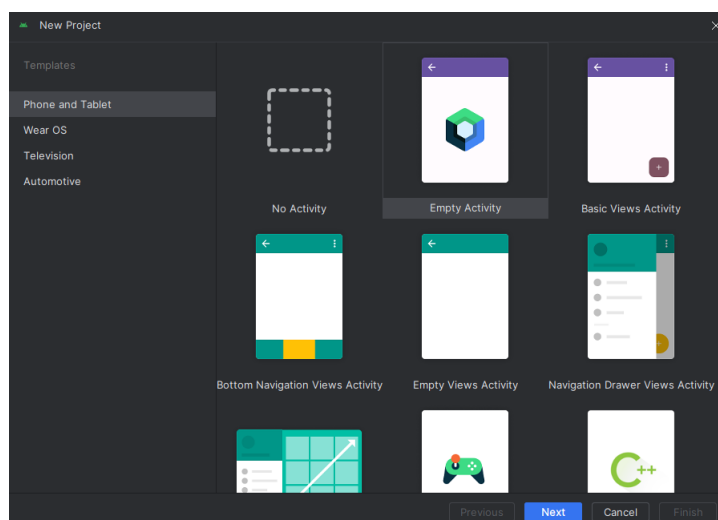 New Project
Templates
Phone and Tablet
Wear OS
Television
Automotive
No Activity
Empty Activity
Basic Views Activity
Bottom Navigation Views Activity
Empty Views Activity
Navigation Drawer Views Activity
C++
Previous
Next
Cancel
Finish